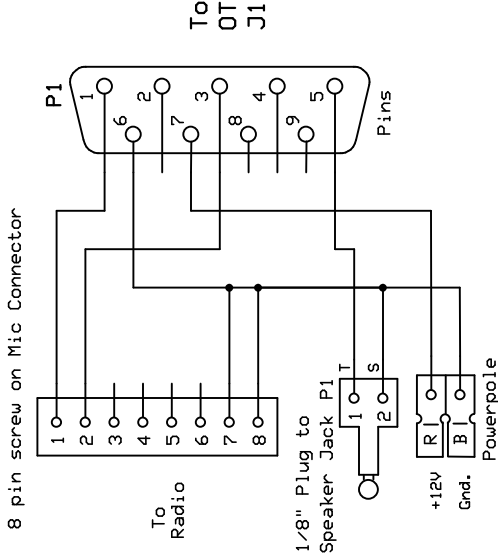 To
OT
J1
P1
1
2
3
4
5
6
7
8
9
Pins
8 pin screw on Mic Connector
1
2
3
4
5
6
7
8
To
Radio
1/8" Plug to
Speaker Jack P1
T
S
1
2
R
B
+12V
Gnd.
Powerpole